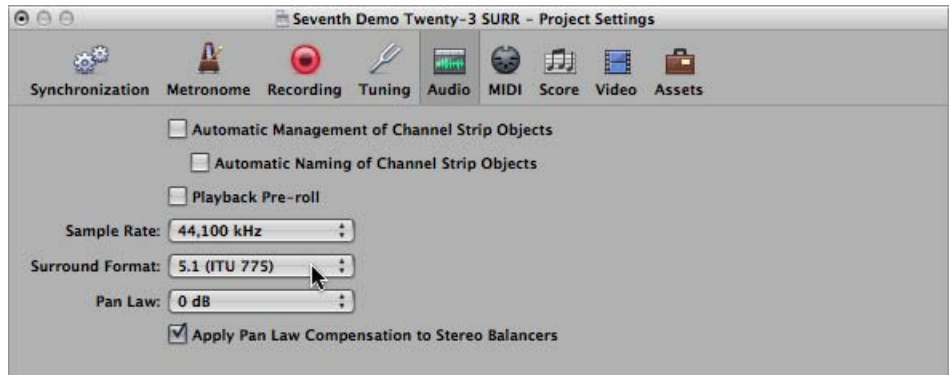 Seventh Demo Twenty-3 SURR - Project Settings
Synchronization Metronome Recording Tuning Audio MIDI Score Video Assets
Automatic Management of Channel Strip Objects
Automatic Naming of Channel Strip Objects
Playback Pre-roll
Sample Rate: 44,100 kHz
Surround Format: 5.1 (ITU 775)
Pan Law: 0 dB
Apply Pan Law Compensation to Stereo Balancers